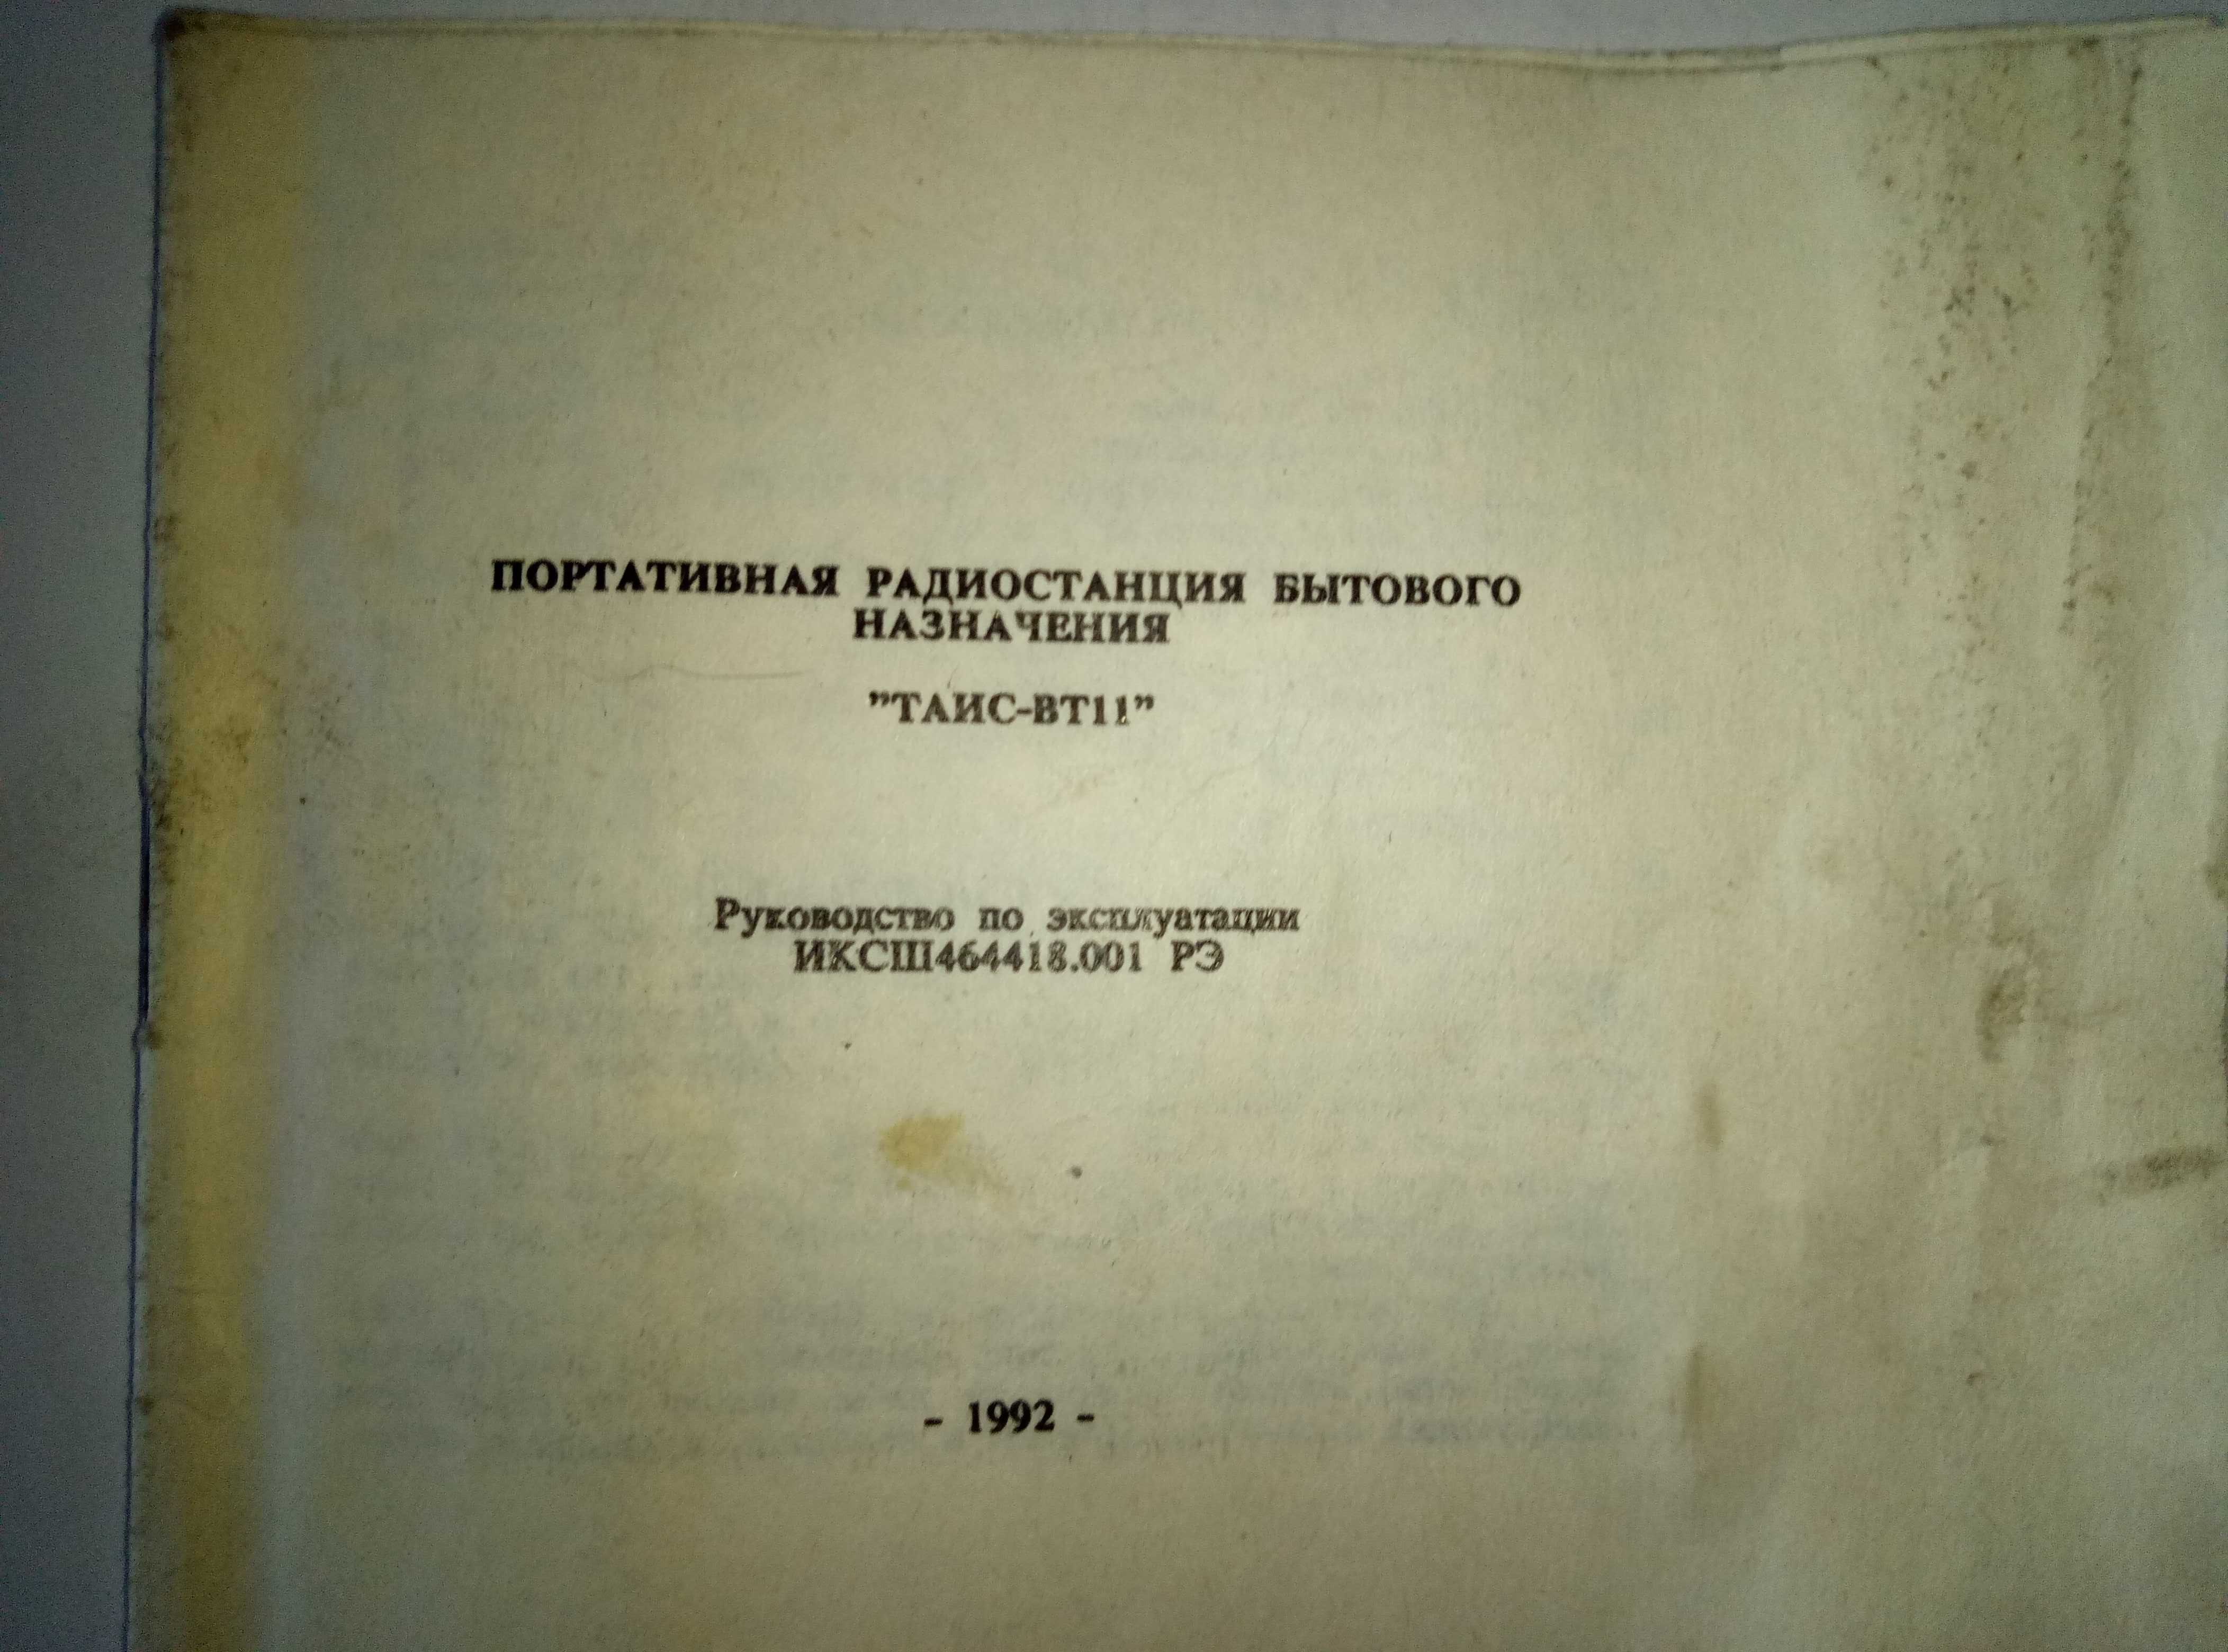 ПОРТАТИВНАЯ РАДИОСТАНЦИЯ БЫТОВОГО
НАЗНАЧЕНИЯ
"ТАИС-ВТ11"
Руководство по эксплуатации
ИКСШ464418.001 РЭ
- 1992 -